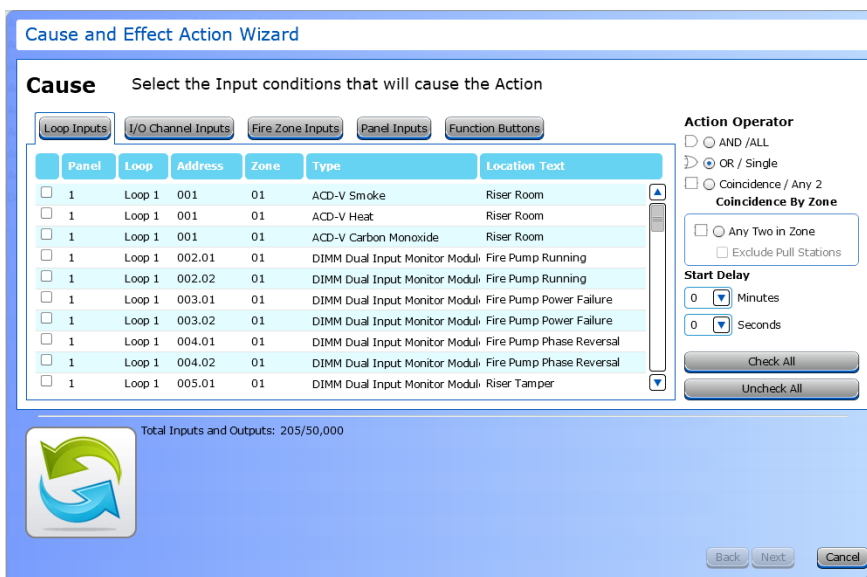 Cause and Effect Action Wizard
Cause Select the Input conditions that will cause the Action
Loop Inputs I/O Channel Inputs Fire Zone Inputs Panel Inputs Function Buttons
Panel Loop Address Zone Type Location Text
1 Loop 1 001 01 ACD-V Smoke Riser Room
1 Loop 1 001 01 ACD-V Heat Riser Room
1 Loop 1 001 01 ACD-V Carbon Monoxide Riser Room
1 Loop 1 002.01 01 DIMM Dual Input Monitor Modul Fire Pump Running
1 Loop 1 002.02 01 DIMM Dual Input Monitor Modul Fire Pump Running
1 Loop 1 003.01 01 DIMM Dual Input Monitor Modul Fire Pump Power Failure
1 Loop 1 003.02 01 DIMM Dual Input Monitor Modul Fire Pump Power Failure
1 Loop 1 004.01 01 DIMM Dual Input Monitor Modul Fire Pump Phase Reversal
1 Loop 1 004.02 01 DIMM Dual Input Monitor Modul Fire Pump Phase Reversal
1 Loop 1 005.01 01 DIMM Dual Input Monitor Modul Riser Tamper
Action Operator
AND /ALL
OR / Single
Coincidence / Any 2
Coincidence By Zone
Any Two in Zone
Exclude Pull Stations
Start Delay
0 Minutes
0 Seconds
Check All
Uncheck All
Total Inputs and Outputs: 205/50,000
Back Next Cancel